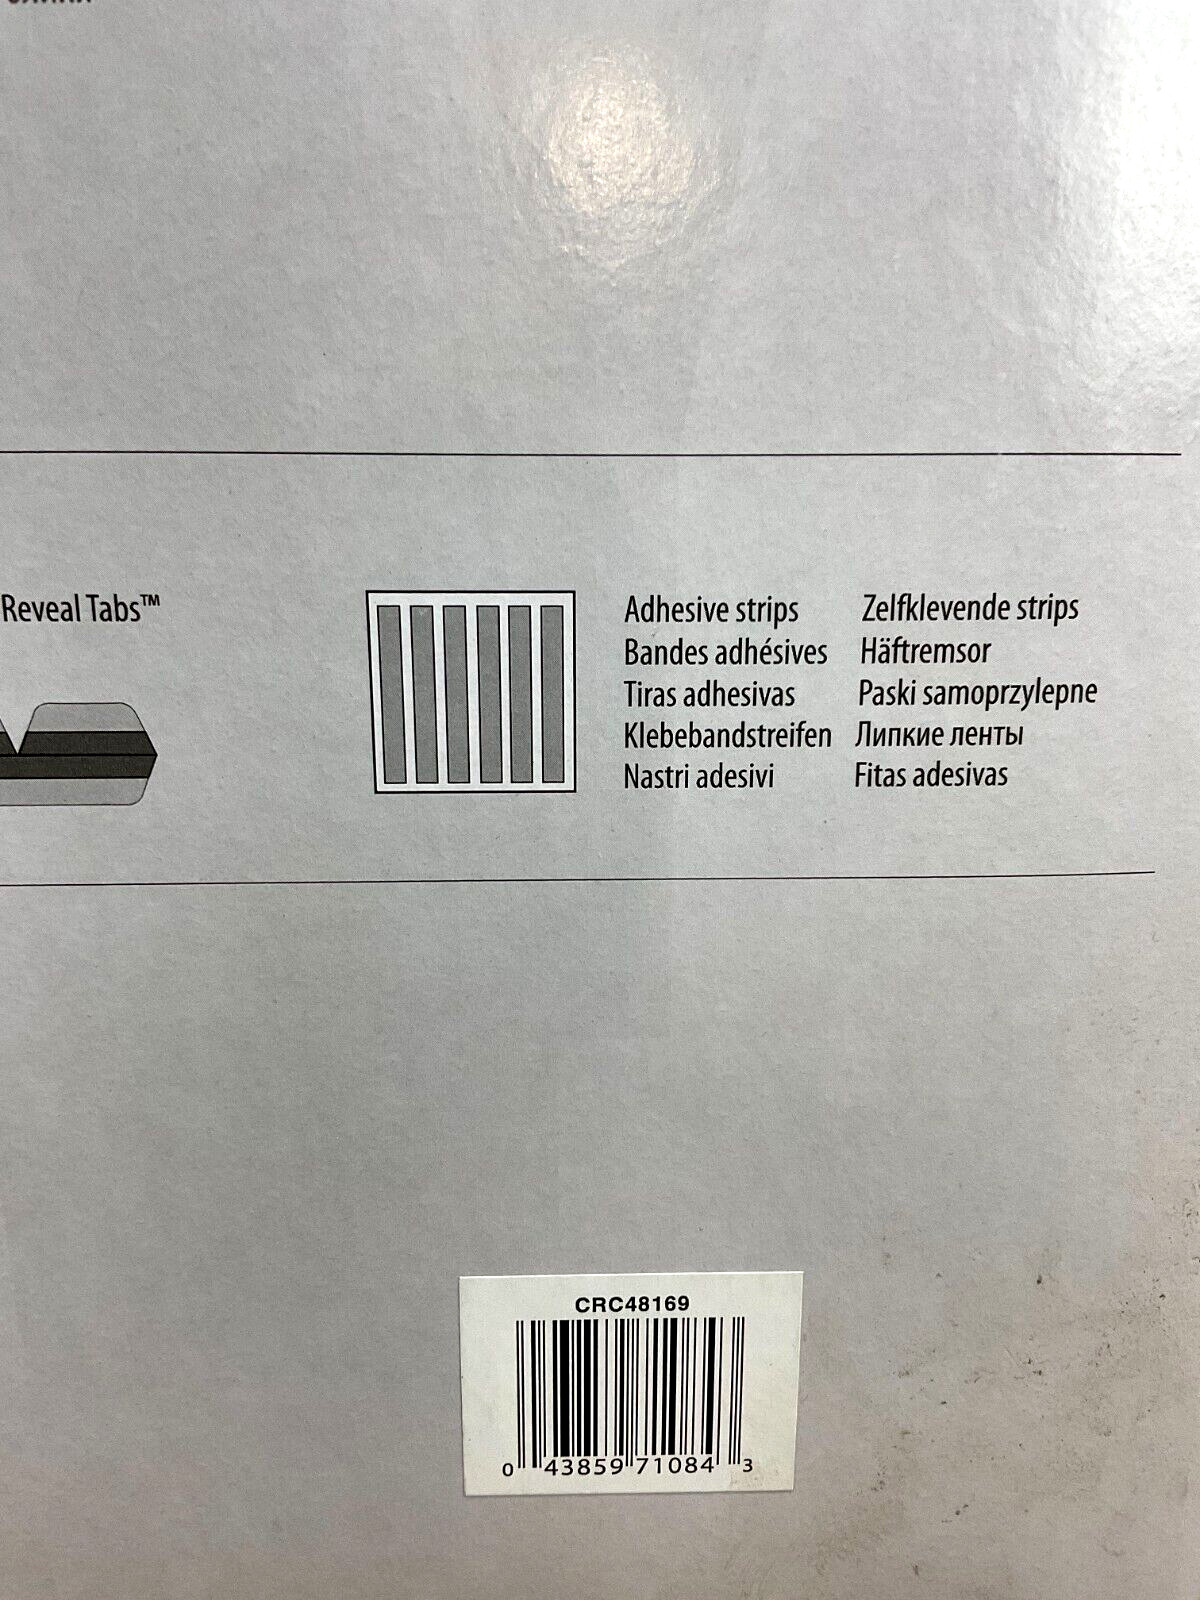 Reveal Tabs™
Adhesive strips
Bandes adhésives
Tiras adhesivas
Klebebandstreifen
Nastri adesivi
Zelfklevende strips
Häftremsor
Paski samoprzylepne
Липкие ленты
Fitas adesivas
CRC48169
0 43859 71084 3